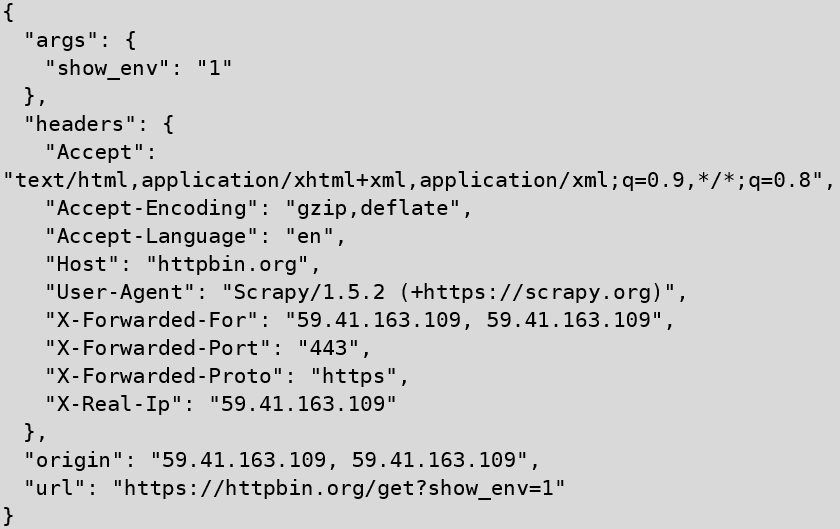 {
  "args": {
    "show_env": "1"
  },
  "headers": {
    "Accept":
"text/html,application/xhtml+xml,application/xml;q=0.9,*/*;q=0.8",
    "Accept-Encoding": "gzip,deflate",
    "Accept-Language": "en",
    "Host": "httpbin.org",
    "User-Agent": "Scrapy/1.5.2 (+https://scrapy.org)",
    "X-Forwarded-For": "59.41.163.109, 59.41.163.109",
    "X-Forwarded-Port": "443",
    "X-Forwarded-Proto": "https",
    "X-Real-Ip": "59.41.163.109"
  },
  "origin": "59.41.163.109, 59.41.163.109",
  "url": "https://httpbin.org/get?show_env=1"
}